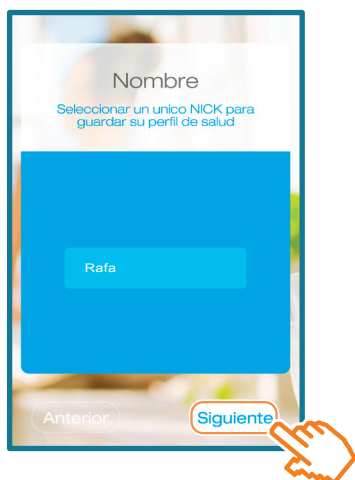 Nombre
Seleccionar un unico NICK para
guardar su perfil de salud
Rafa
Anterior
Siguiente